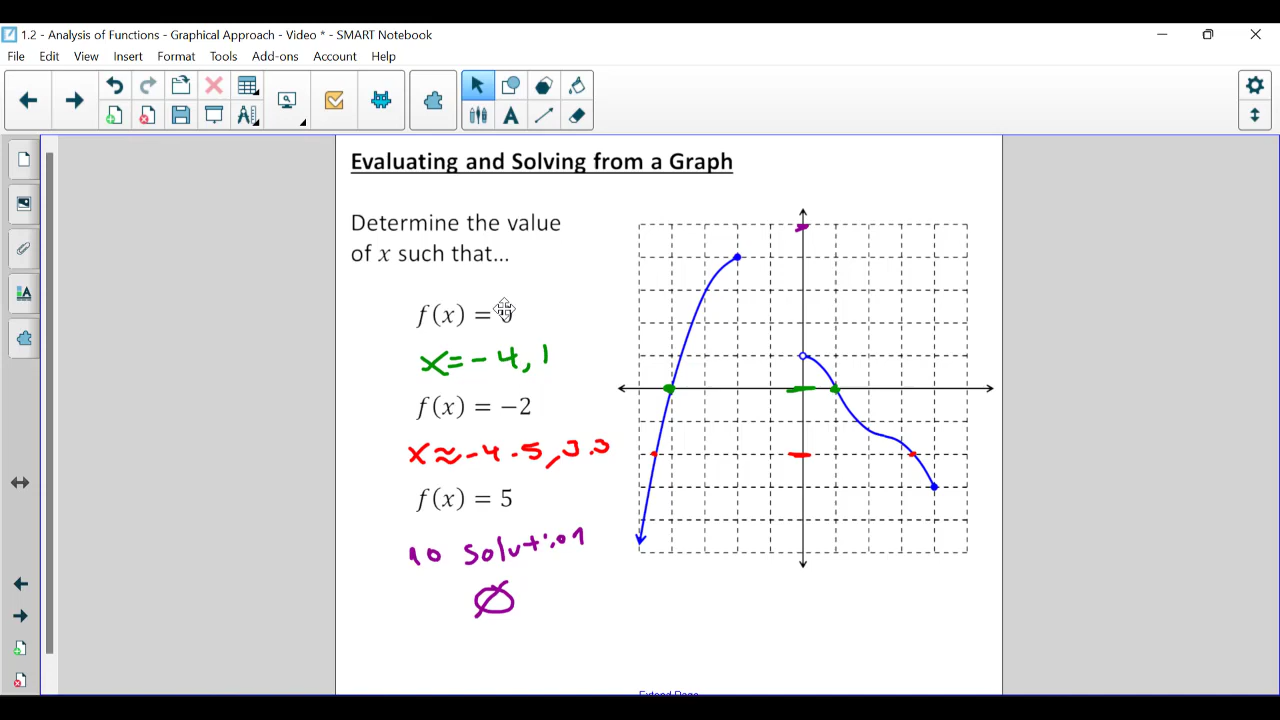 1.2 - Analysis of Functions - Graphical Approach - Video * - SMART Notebook
File Edit View Insert Format Tools Add-ons Account Help
Evaluating and Solving from a Graph
Determine the value
of x such that...
f(x) =
x = -4, 1
f(x) = −2
x ≈ -4.5, 3.3
f(x) = 5
no solution
∅
Extend Page